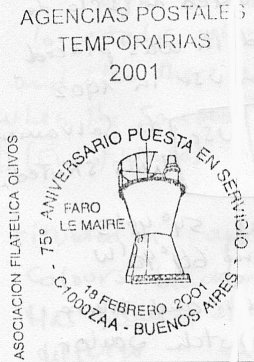 AGENCIAS POSTALES
TEMPORARIAS
2001
ASOCIACION FILATELICA OLIVOS
- 75° ANIVERSARIO PUESTA EN SERVICIO -
FARO
LE MAIRE
18 FEBRERO 2001
C1000ZAA - BUENOS AIRES